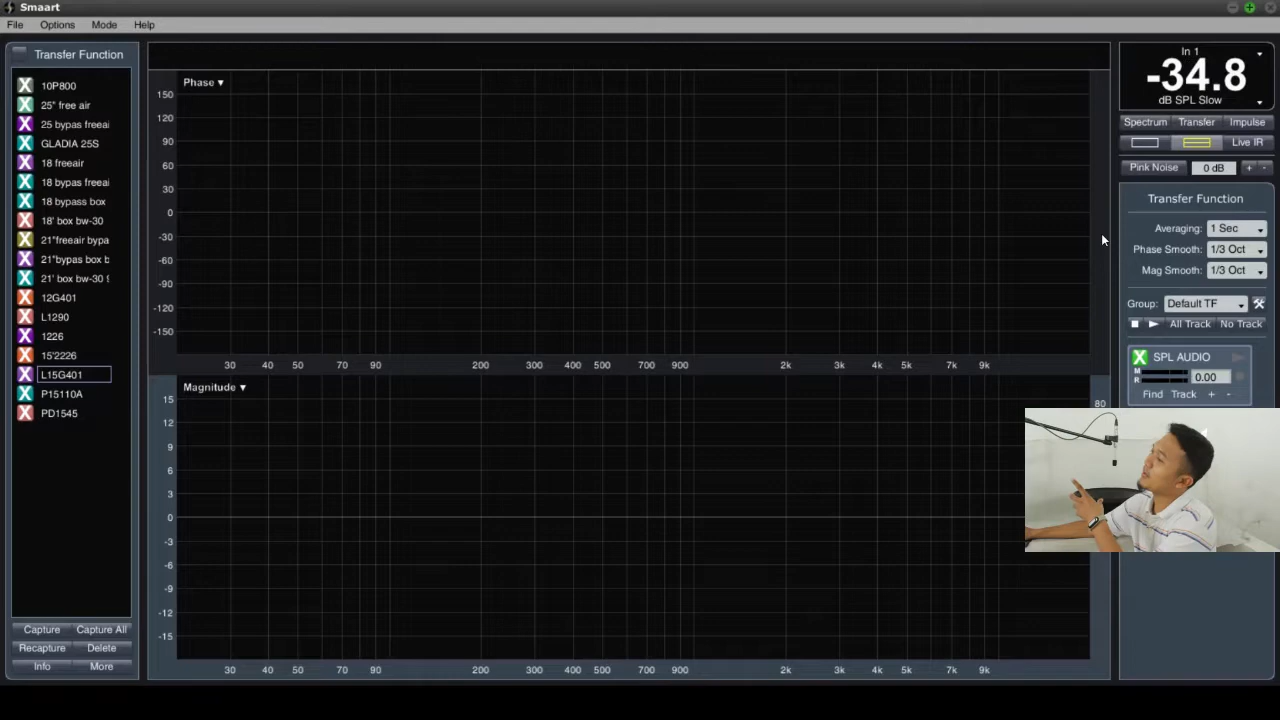 Smaart
File Options Mode Help
Transfer Function
10P800
25" free air
25 bypas freeai
GLADIA 25S
18 freeair
18 bypas freeai
18 bypass box
18' box bw-30
21"freeair bypa
21"bypas box b
21' box bw-30 9
12G401
L1290
1226
15'2226
L15G401
P15110A
PD1545
Capture Capture All
Recapture Delete
Info More
Phase
150
120
90
60
30
0
-30
-60
-90
-120
-150
30 40 50 70 90 200 300 400 500 700 900 2k 3k 4k 5k 7k 9k
Magnitude
15
12
9
6
3
0
-3
-6
-9
-12
-15
80
30 40 50 70 90 200 300 400 500 700 900 2k 3k 4k 5k 7k 9k
In 1
-34.8
dB SPL Slow
Spectrum Transfer Impulse
Live IR
Pink Noise 0 dB + -
Transfer Function
Averaging: 1 Sec
Phase Smooth: 1/3 Oct
Mag Smooth: 1/3 Oct
Group: Default TF
All Track No Track
X SPL AUDIO
M
R
0.00
Find Track + -